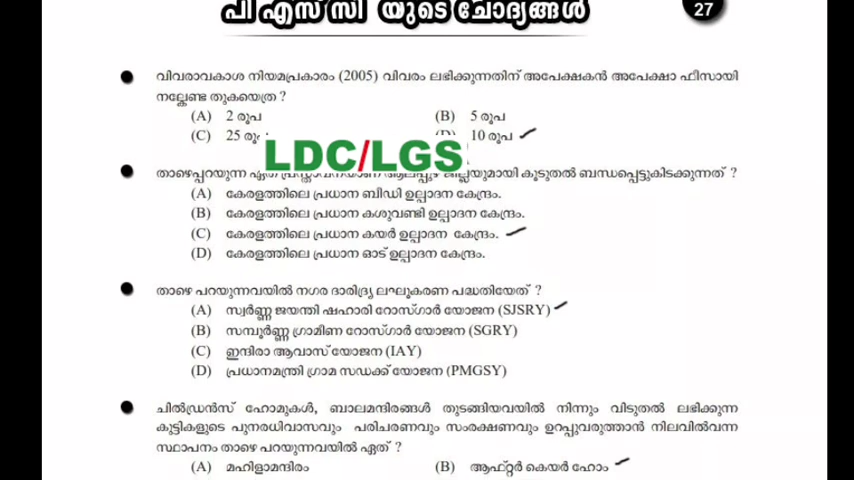 പി എസ് സി യുടെ ചോദ്യങ്ങൾ
27
വിവരാവകാശ നിയമപ്രകാരം (2005) വിവരം ലഭിക്കുന്നതിന് അപേക്ഷകൻ അപേക്ഷാ ഫീസായി
നല്കേണ്ട തുകയെത്ര ?
(A) 2 രൂപ (B) 5 രൂപ
(C) 25 (D) 10 രൂപ
LDC/LGS
താഴെപ്പറയുന്ന ഏത് പ്രസ്താവനയാണ് ആലപ്പുഴ ജില്ലയുമായി കൂടുതൽ ബന്ധപ്പെട്ടുകിടക്കുന്നത് ?
(A) കേരളത്തിലെ പ്രധാന ബീഡി ഉല്പാദന കേന്ദ്രം.
(B) കേരളത്തിലെ പ്രധാന കശുവണ്ടി ഉല്പാദന കേന്ദ്രം.
(C) കേരളത്തിലെ പ്രധാന കയർ ഉല്പാദന കേന്ദ്രം.
(D) കേരളത്തിലെ പ്രധാന ഓട് ഉല്പാദന കേന്ദ്രം.
താഴെ പറയുന്നവയിൽ നഗര ദാരിദ്ര്യ ലഘൂകരണ പദ്ധതിയേത് ?
(A) സ്വർണ്ണ ജയന്തി ഷഹാരി റോസ്ഗാർ യോജന (SJSRY)
(B) സമ്പൂർണ്ണ ഗ്രാമീണ റോസ്ഗാർ യോജന (SGRY)
(C) ഇന്ദിരാ ആവാസ് യോജന (IAY)
(D) പ്രധാനമന്ത്രി ഗ്രാമ സഡക്ക് യോജന (PMGSY)
ചിൽഡ്രൻസ് ഹോമുകൾ, ബാലമന്ദിരങ്ങൾ തുടങ്ങിയവയിൽ നിന്നും വിടുതൽ ലഭിക്കുന്ന
കുട്ടികളുടെ പുനരധിവാസവും പരിചരണവും സംരക്ഷണവും ഉറപ്പുവരുത്താൻ നിലവിൽവന്ന
സ്ഥാപനം താഴെ പറയുന്നവയിൽ ഏത് ?
(A) മഹിളാമന്ദിരം (B) ആഫ്റ്റർ കെയർ ഹോം